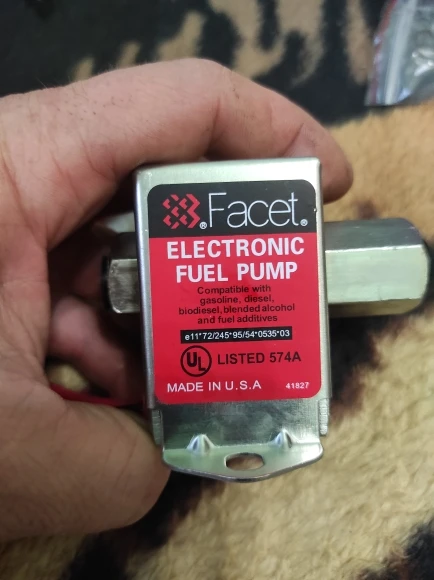 Facet.®
ELECTRONIC
FUEL PUMP
Compatible with
gasoline, diesel,
biodiesel, blended alcohol
and fuel additives
e11*72/245*95/54*0535*03
UL LISTED 574A
MADE IN U.S.A 41827